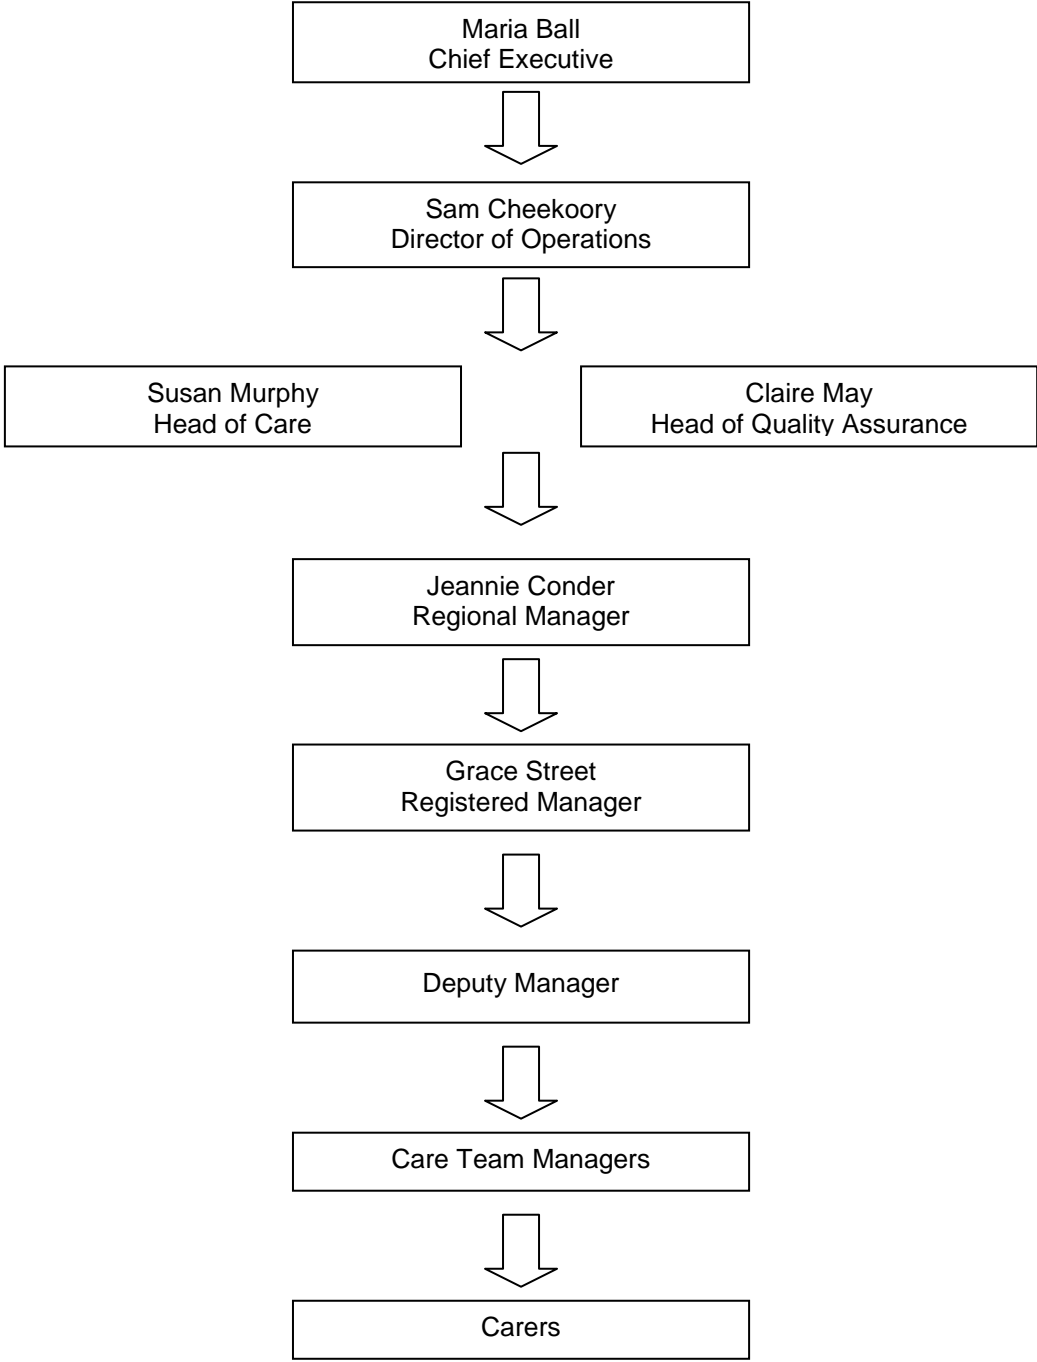 Maria Ball
Chief Executive
Sam Cheekoory
Director of Operations
Susan Murphy
Head of Care
Claire May
Head of Quality Assurance
Jeannie Conder
Regional Manager
Grace Street
Registered Manager
Deputy Manager
Care Team Managers
Carers